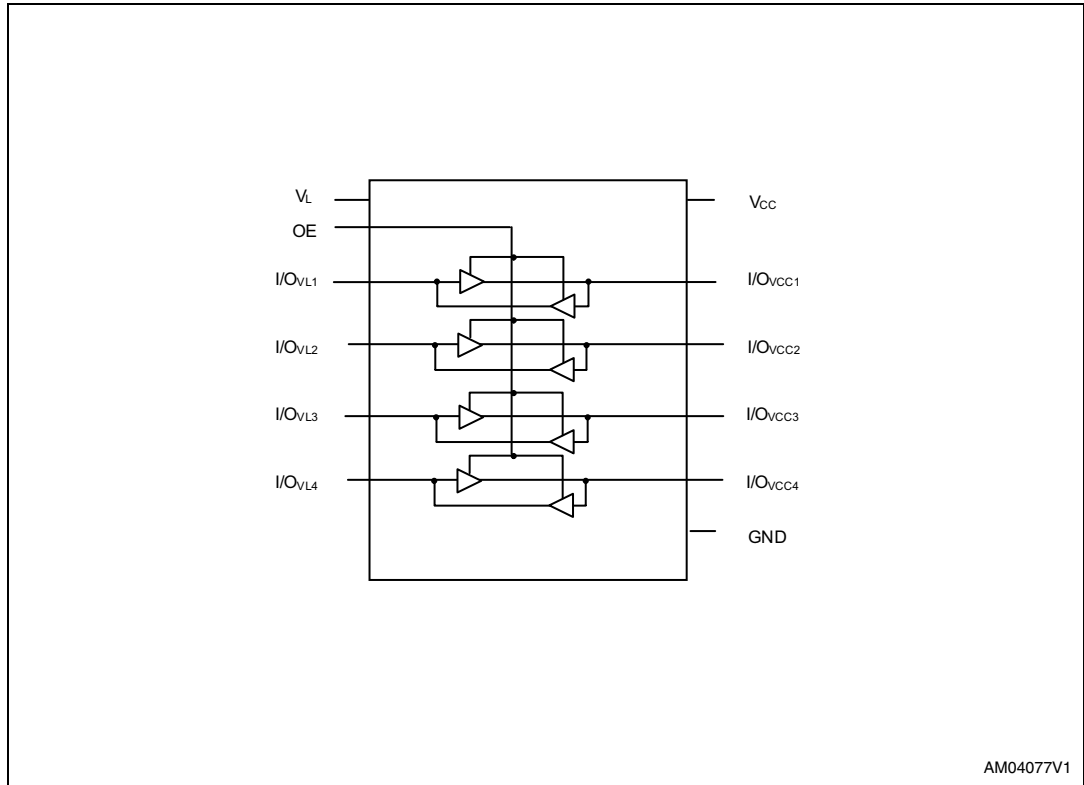 VL VCC
OE
I/OVL1 I/OVCC1
I/OVL2 I/OVCC2
I/OVL3 I/OVCC3
I/OVL4 I/OVCC4
GND
AM04077V1